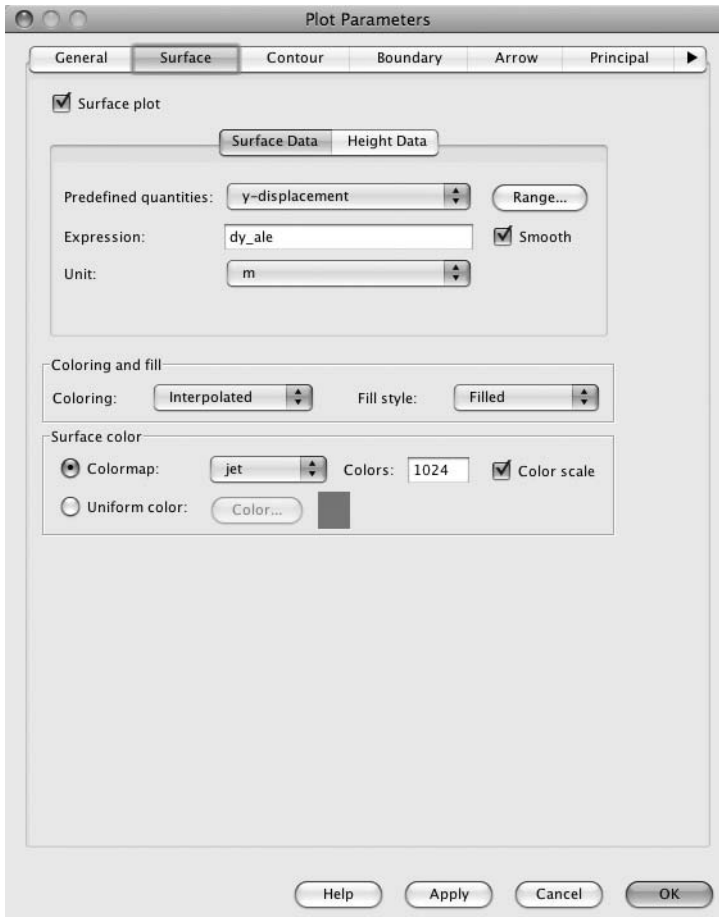 Plot Parameters
General Surface Contour Boundary Arrow Principal
Surface plot
Surface Data Height Data
Predefined quantities: y-displacement Range...
Expression: dy_ale Smooth
Unit: m
Coloring and fill
Coloring: Interpolated Fill style: Filled
Surface color
Colormap: jet Colors: 1024 Color scale
Uniform color: Color...
Help Apply Cancel OK